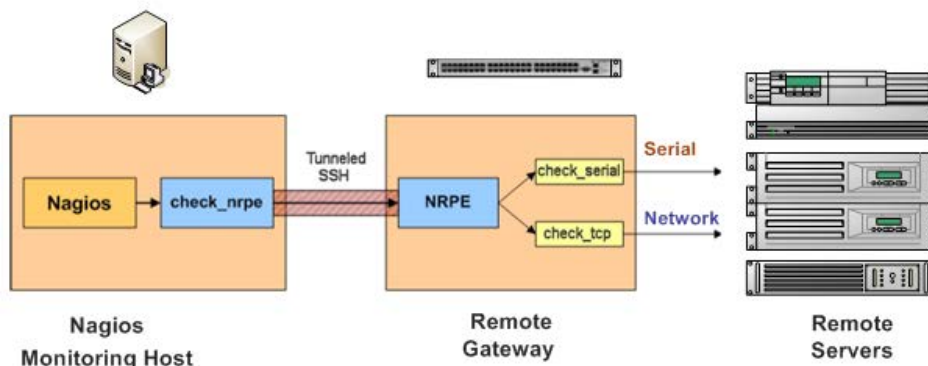 Tunneled
SSH
Serial
check_serial
Nagios
check_nrpe
NRPE
Network
check_tcp
Nagios
Monitoring Host
Remote
Gateway
Remote
Servers